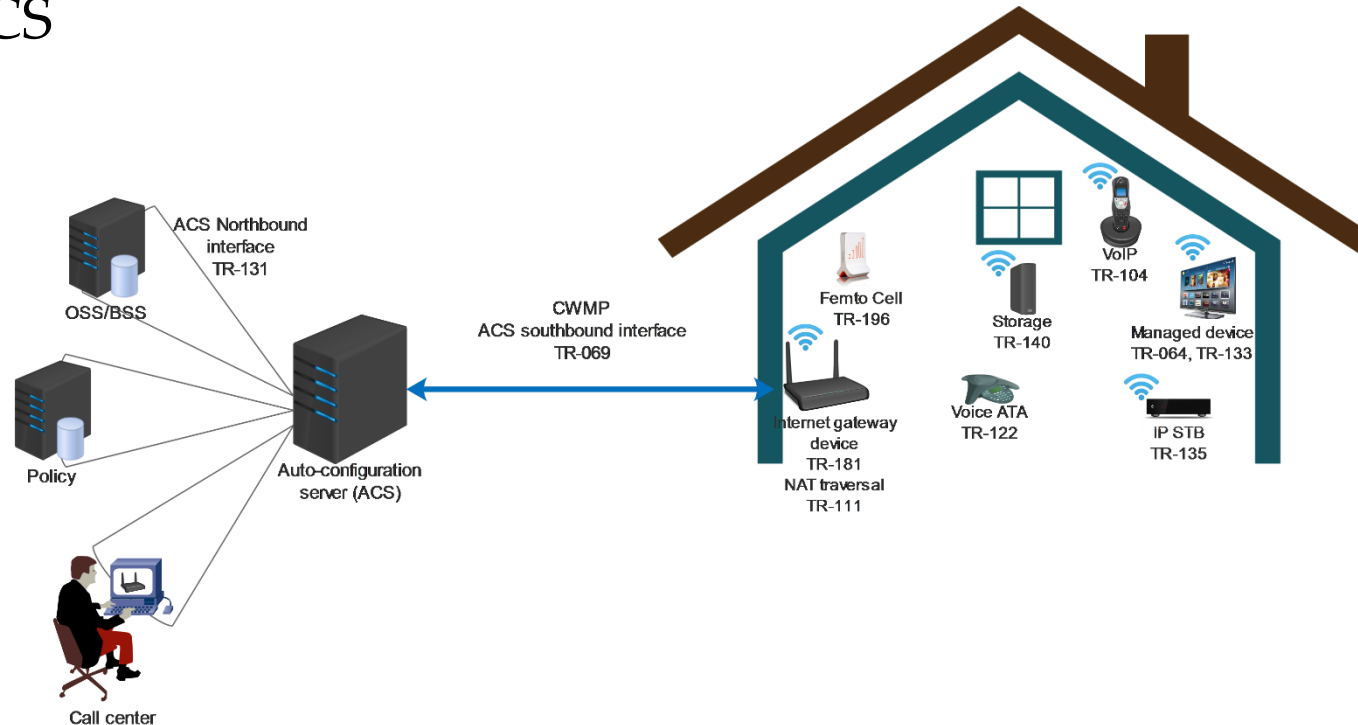 CS
ACS Northbound
interface
TR-131
OSS/BSS
Policy
Call center
Auto-configuration
server (ACS)
CWMP
ACS southbound interface
TR-069
Femto Cell
TR-196
Internet gateway
device
TR-181
NAT traversal
TR-111
Storage
TR-140
Voice ATA
TR-122
VoIP
TR-104
Managed device
TR-064, TR-133
IP STB
TR-135